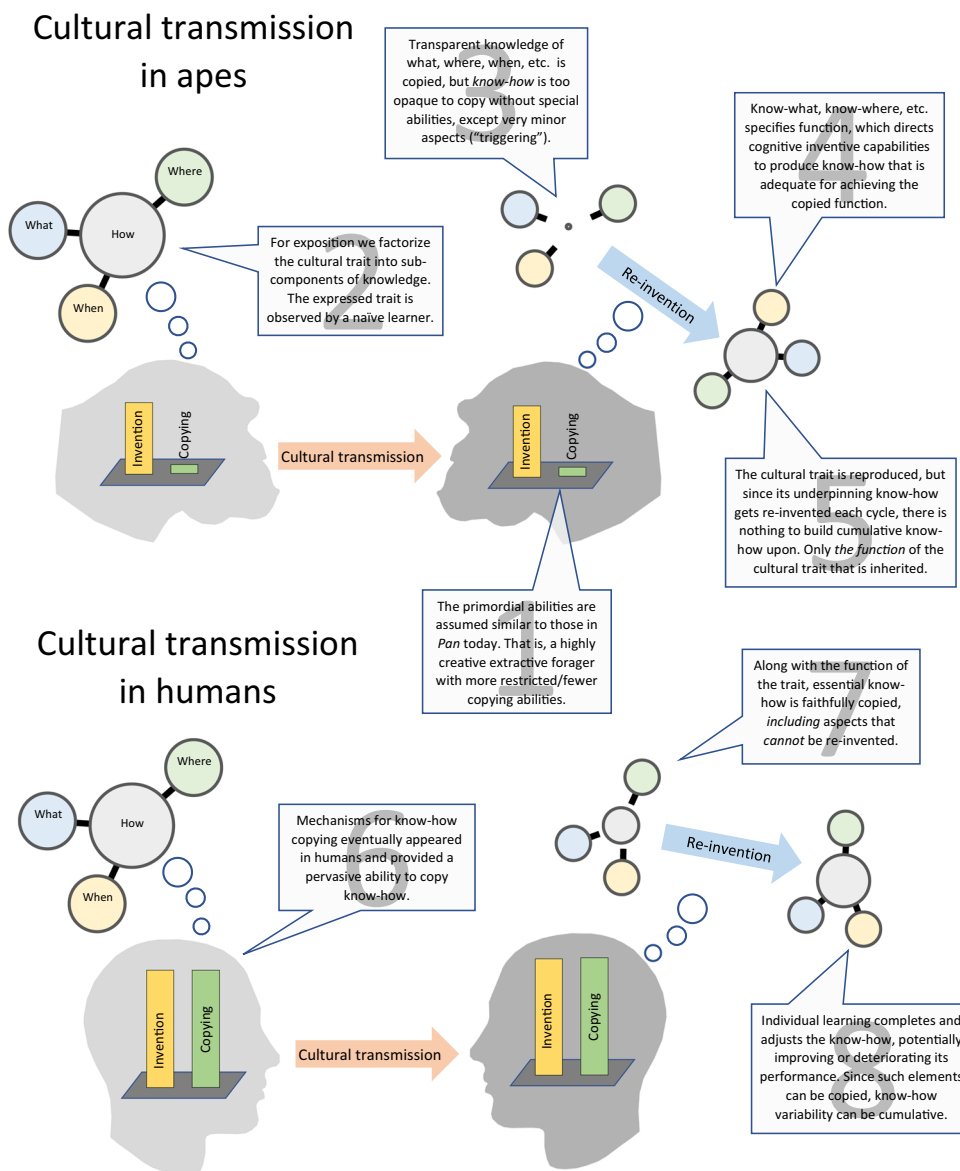 Cultural transmission
in apes
3
Transparent knowledge of
what, where, when, etc. is
copied, but know-how is too
opaque to copy without special
abilities, except very minor
aspects (“triggering”).
4
Know-what, know-where, etc.
specifies function, which directs
cognitive inventive capabilities
to produce know-how that is
adequate for achieving the
copied function.
Where
What
How
When
2
For exposition we factorize
the cultural trait into sub-
components of knowledge.
The expressed trait is
observed by a naïve learner.
Re-invention
Invention
Copying
Cultural transmission
Invention
Copying
5
The cultural trait is reproduced, but
since its underpinning know-how
gets re-invented each cycle, there is
nothing to build cumulative know-
how upon. Only the function of the
cultural trait that is inherited.
1
The primordial abilities are
assumed similar to those in
Pan today. That is, a highly
creative extractive forager
with more restricted/fewer
copying abilities.
Cultural transmission
in humans
7
Along with the function of
the trait, essential know-
how is faithfully copied,
including aspects that
cannot be re-invented.
Where
What
How
When
6
Mechanisms for know-how
copying eventually appeared
in humans and provided a
pervasive ability to copy
know-how.
Re-invention
Invention
Copying
Cultural transmission
Invention
Copying
8
Individual learning completes and
adjusts the know-how, potentially
improving or deteriorating its
performance. Since such elements
can be copied, know-how
variability can be cumulative.